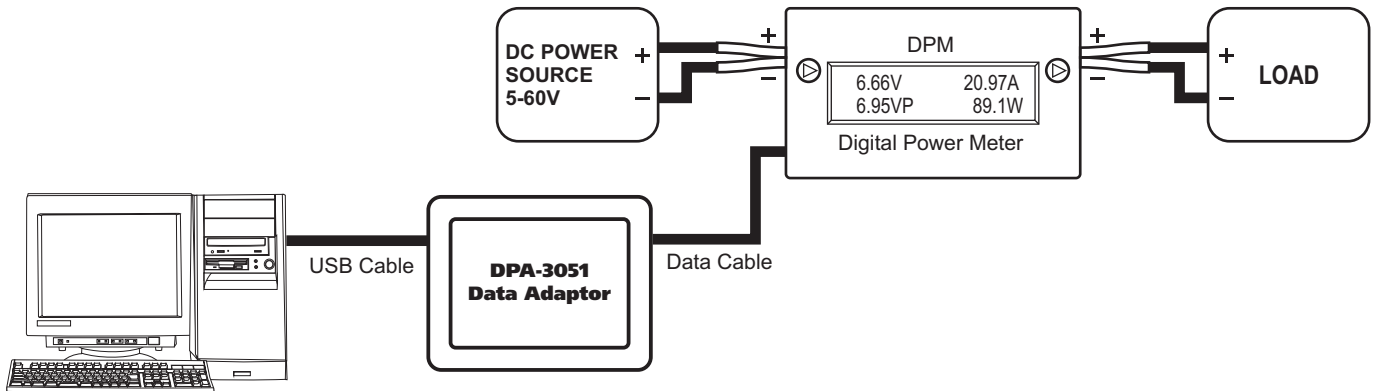 DC POWER
SOURCE
5-60V
+
−
+
−
DPM
6.66V 20.97A
6.95VP 89.1W
Digital Power Meter
+
−
+
−
LOAD
USB Cable
DPA-3051
Data Adaptor
Data Cable